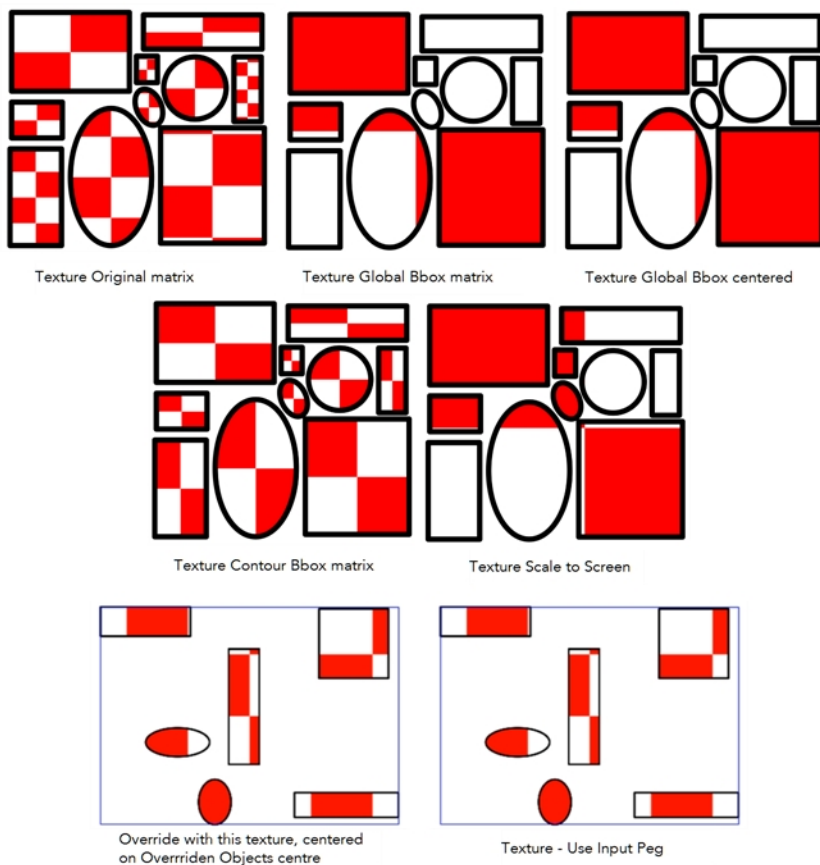 Texture Original matrix
Texture Global Bbox matrix
Texture Global Bbox centered
Texture Contour Bbox matrix
Texture Scale to Screen
Override with this texture, centered
on Overrriden Objects centre
Texture - Use Input Peg